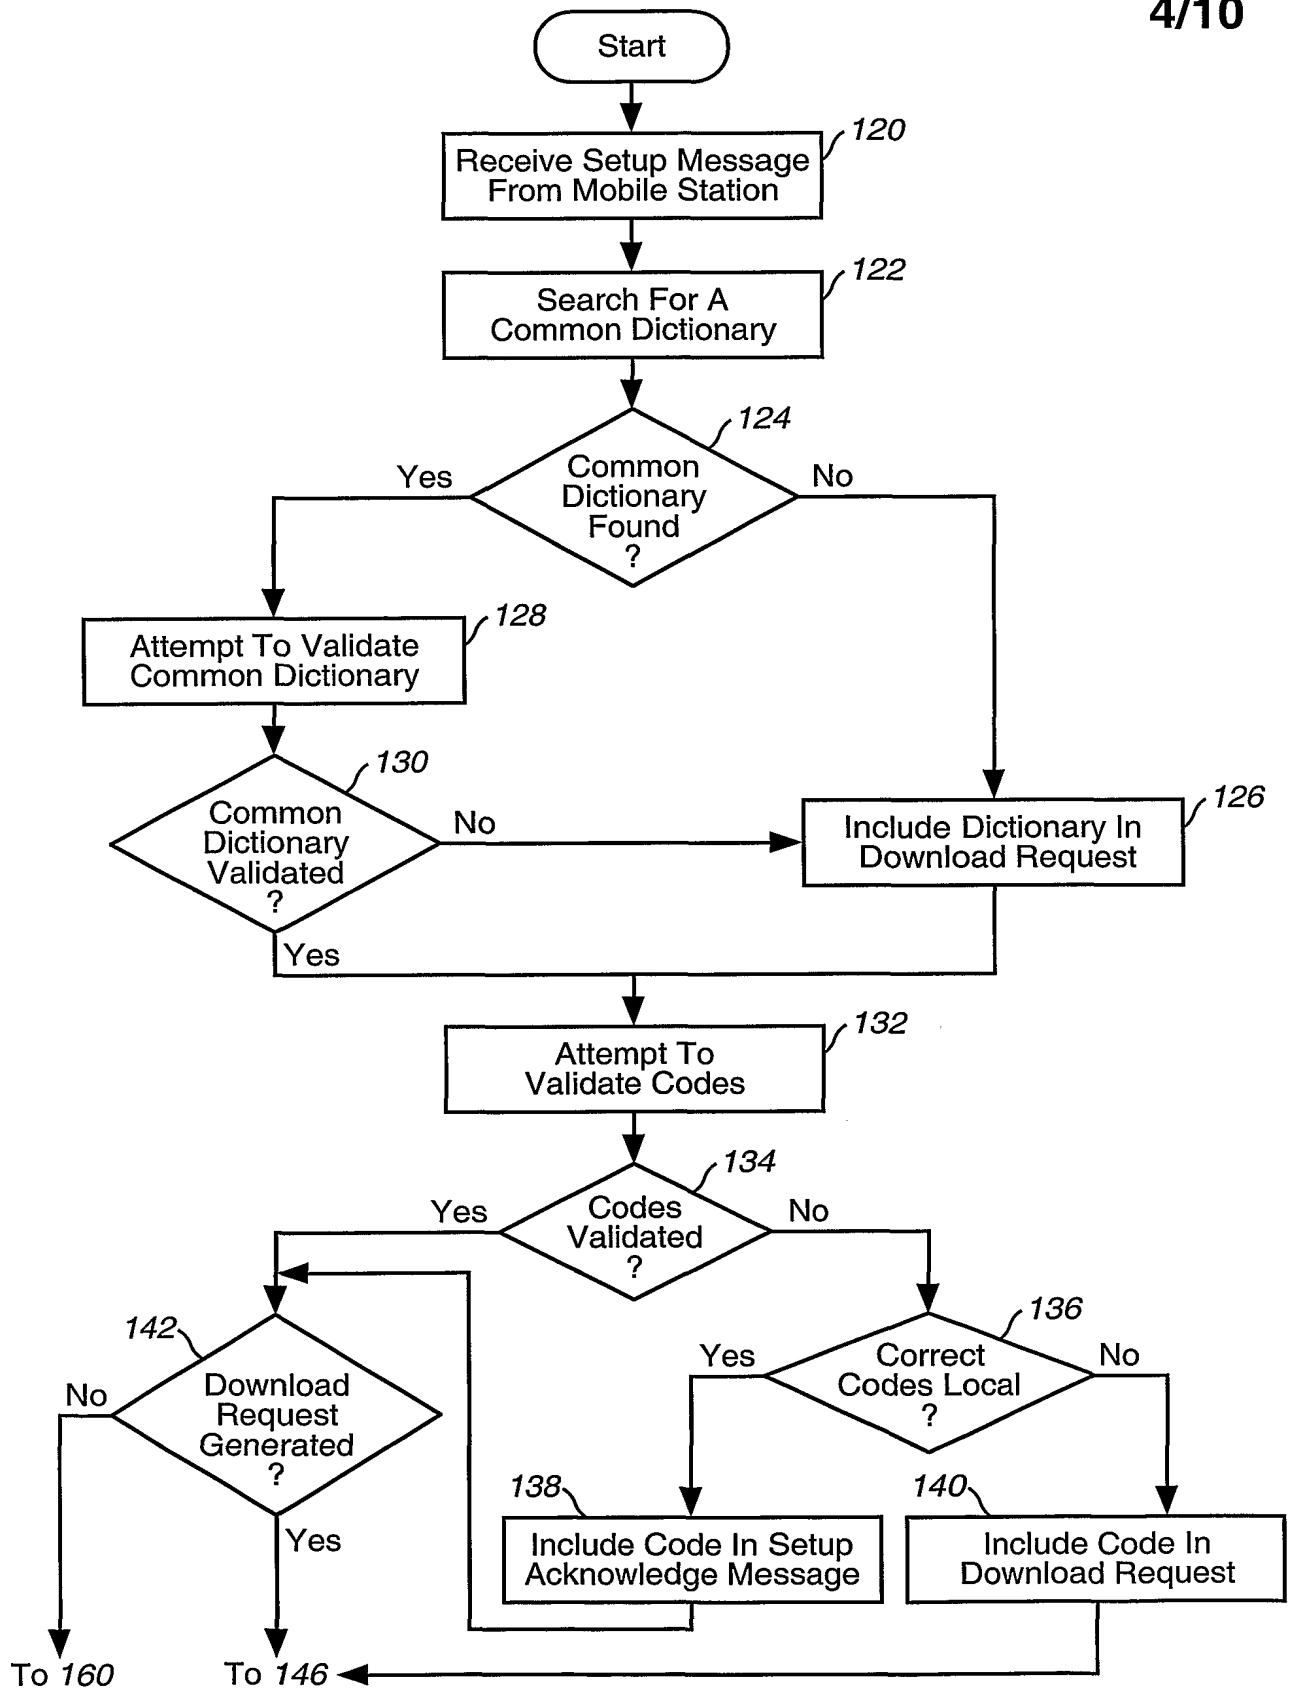 4/10
Start
120
Receive Setup Message
From Mobile Station
122
Search For A
Common Dictionary
124
Common
Dictionary
Found
?
Yes
No
128
Attempt To Validate
Common Dictionary
130
Common
Dictionary
Validated
?
No
Yes
126
Include Dictionary In
Download Request
132
Attempt To
Validate Codes
134
Codes
Validated
?
Yes
No
136
Correct
Codes Local
?
Yes
No
142
Download
Request
Generated
?
No
Yes
138
Include Code In Setup
Acknowledge Message
140
Include Code In
Download Request
To 160
To 146